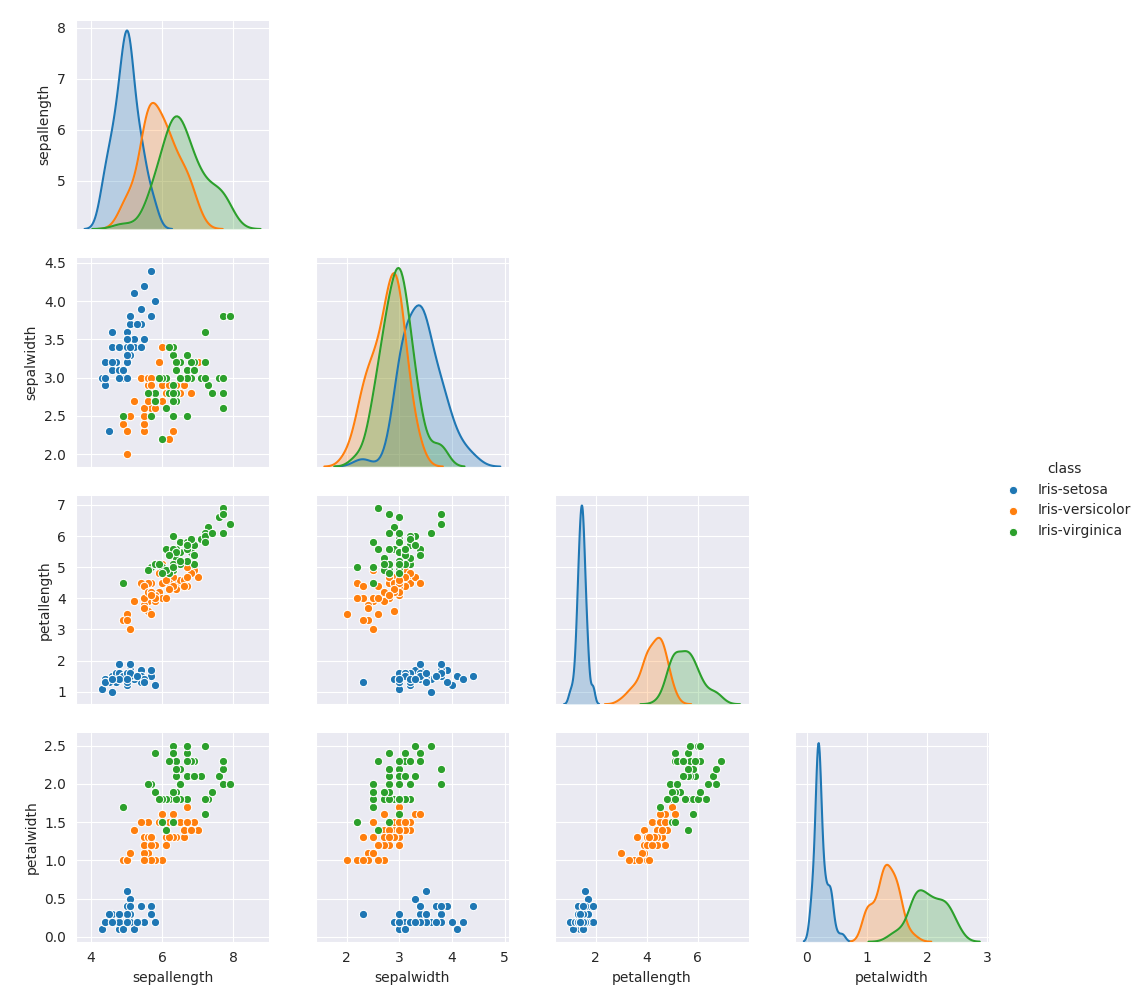 8
7
6
5
sepallength
4.5
4.0
3.5
3.0
2.5
2.0
sepalwidth
class
Iris-setosa
Iris-versicolor
Iris-virginica
7
6
5
4
3
2
1
petallength
2.5
2.0
1.5
1.0
0.5
0.0
petalwidth
4 6 8
sepallength
2 3 4 5
sepalwidth
2 4 6
petallength
0 1 2 3
petalwidth